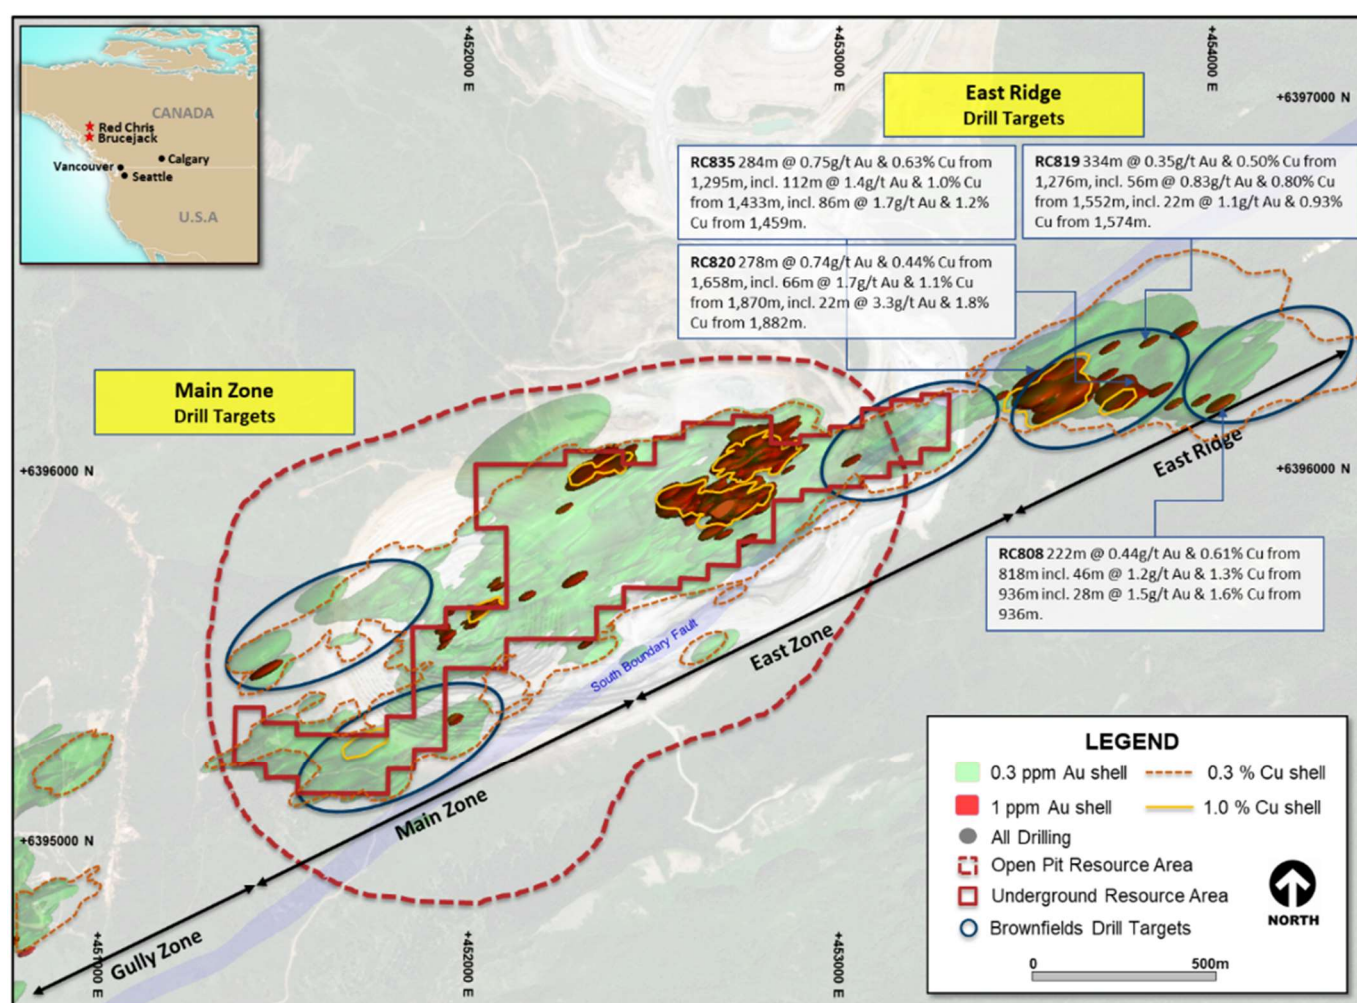 CANADA
Red Chris
Brucejack
Vancouver
Calgary
Seattle
U.S.A
+452000 E
+453000 E
+454000 E
+6397000 N
East Ridge
Drill Targets
RC835 284m @ 0.75g/t Au & 0.63% Cu from
1,295m, incl. 112m @ 1.4g/t Au & 1.0% Cu
from 1,433m, incl. 86m @ 1.7g/t Au & 1.2%
Cu from 1,459m.
RC819 334m @ 0.35g/t Au & 0.50% Cu from
1,276m, incl. 56m @ 0.83g/t Au & 0.80% Cu
from 1,552m, incl. 22m @ 1.1g/t Au & 0.93%
Cu from 1,574m.
RC820 278m @ 0.74g/t Au & 0.44% Cu from
1,658m, incl. 66m @ 1.7g/t Au & 1.1% Cu
from 1,870m, incl. 22m @ 3.3g/t Au & 1.8%
Cu from 1,882m.
Main Zone
Drill Targets
+6396000 N
+6396000 N
East Ridge
RC808 222m @ 0.44g/t Au & 0.61% Cu from
818m incl. 46m @ 1.2g/t Au & 1.3% Cu from
936m incl. 28m @ 1.5g/t Au & 1.6% Cu from
936m.
South Boundary Fault
East Zone
Main Zone
+6395000 N
Gully Zone
+451000 E
+452000 E
+453000 E
LEGEND
0.3 ppm Au shell
0.3 % Cu shell
1 ppm Au shell
1.0 % Cu shell
All Drilling
Open Pit Resource Area
Underground Resource Area
Brownfields Drill Targets
NORTH
0
500m